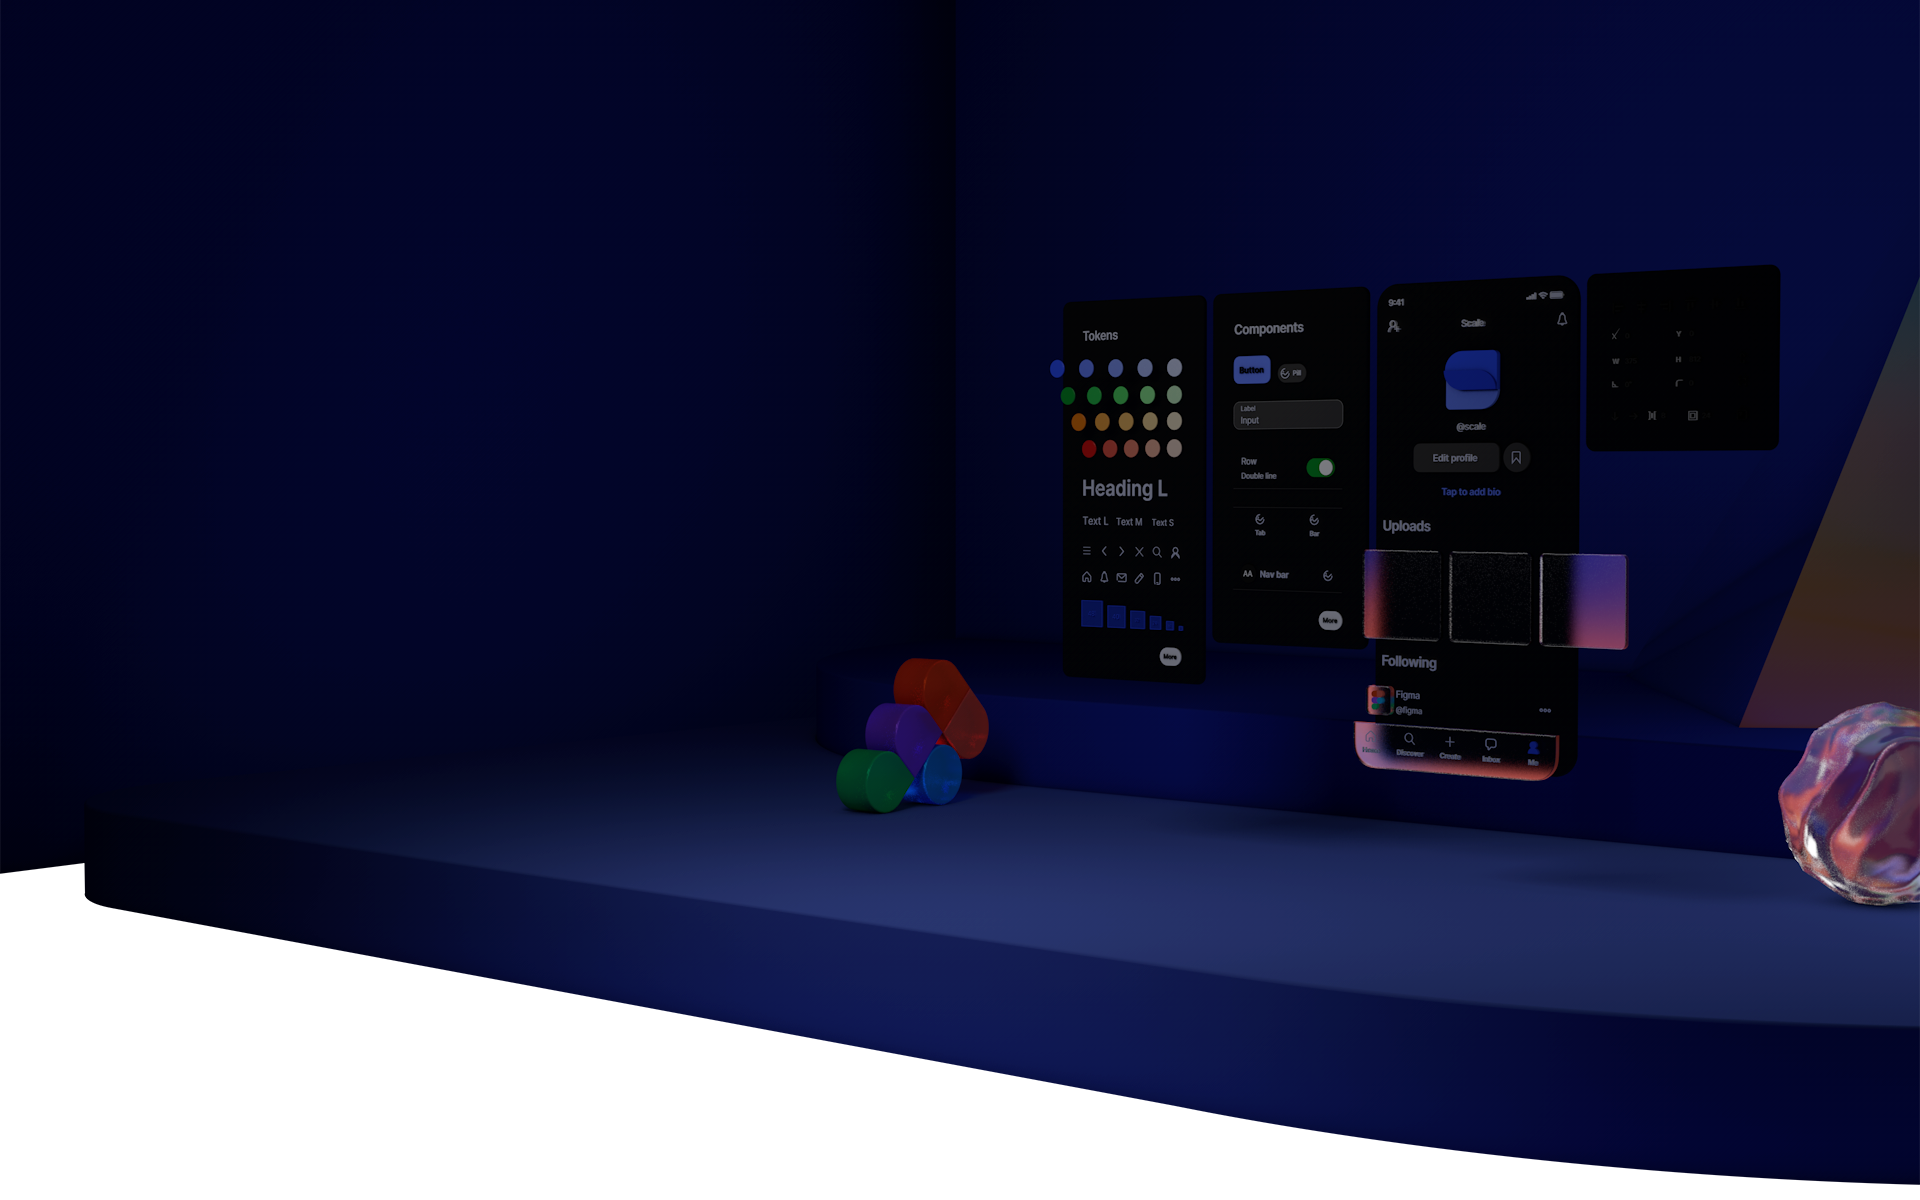 Tokens
Heading L
Text L Text M Text S
More
Components
Button
Pill
Label
Input
Row
Double line
Tab Bar
AA Nav bar
More
9:41
Scale
@scale
Edit profile
Tap to add bio
Uploads
Following
Figma
@figma
Discover Create Inbox Me
X Y
W H